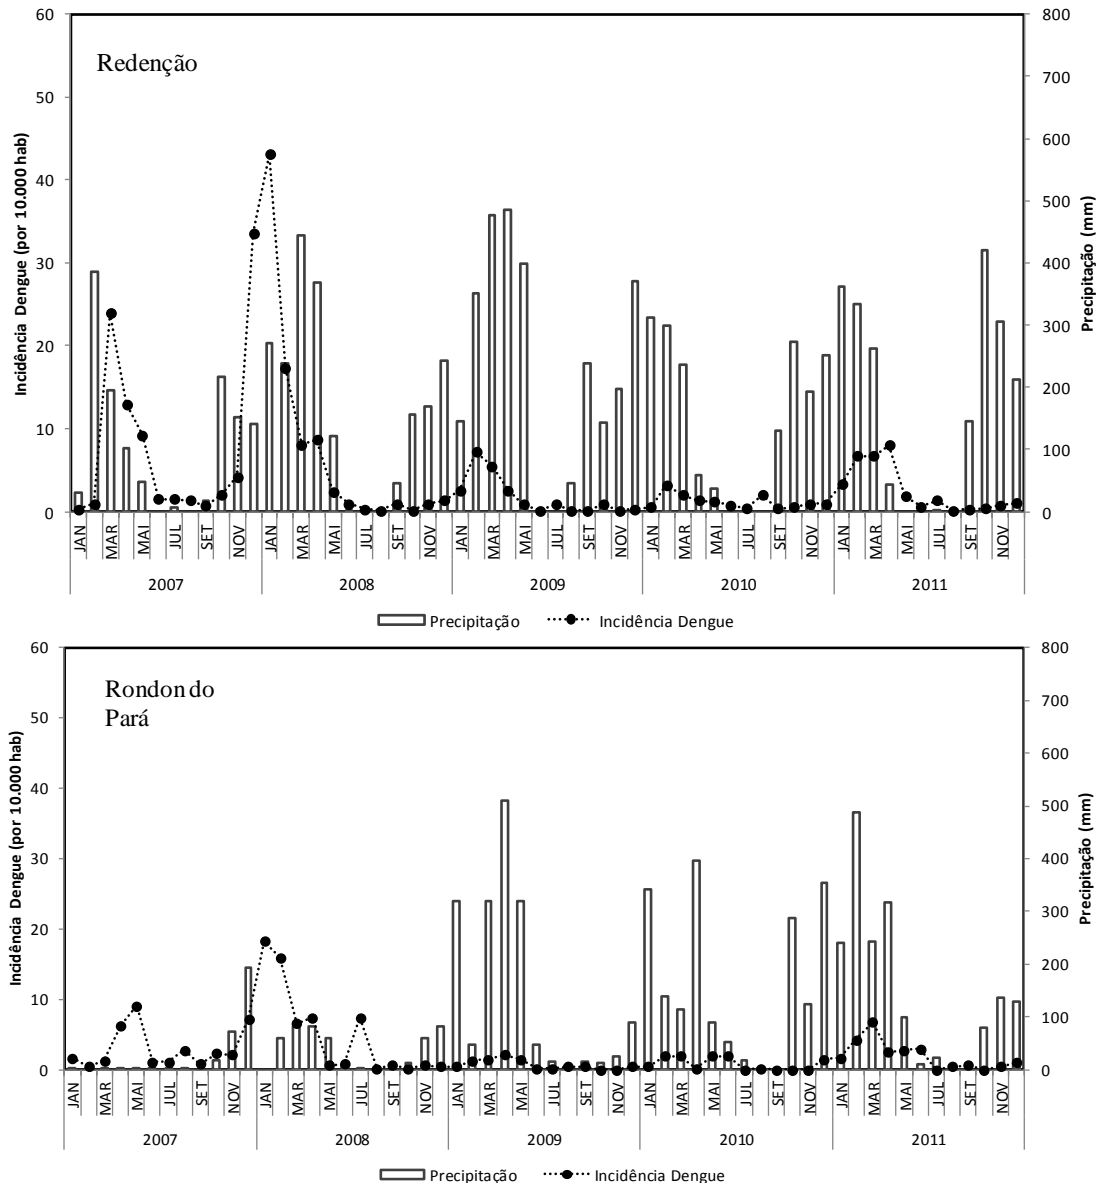 Redenção
Incidência Dengue (por 10.000 hab)
60
50
40
30
20
10
0
800
700
600
500
400
300
200
100
0
Precipitação (mm)
JAN MAR MAI JUL SET NOV JAN MAR MAI JUL SET NOV JAN MAR MAI JUL SET NOV JAN MAR MAI JUL SET NOV JAN MAR MAI JUL SET NOV
2007 2008 2009 2010 2011
Precipitação Incidência Dengue
Rondon do
Pará
Incidência Dengue (por 10.000 hab)
60
50
40
30
20
10
0
800
700
600
500
400
300
200
100
0
Precipitação (mm)
JAN MAR MAI JUL SET NOV JAN MAR MAI JUL SET NOV JAN MAR MAI JUL SET NOV JAN MAR MAI JUL SET NOV JAN MAR MAI JUL SET NOV
2007 2008 2009 2010 2011
Precipitação Incidência Dengue